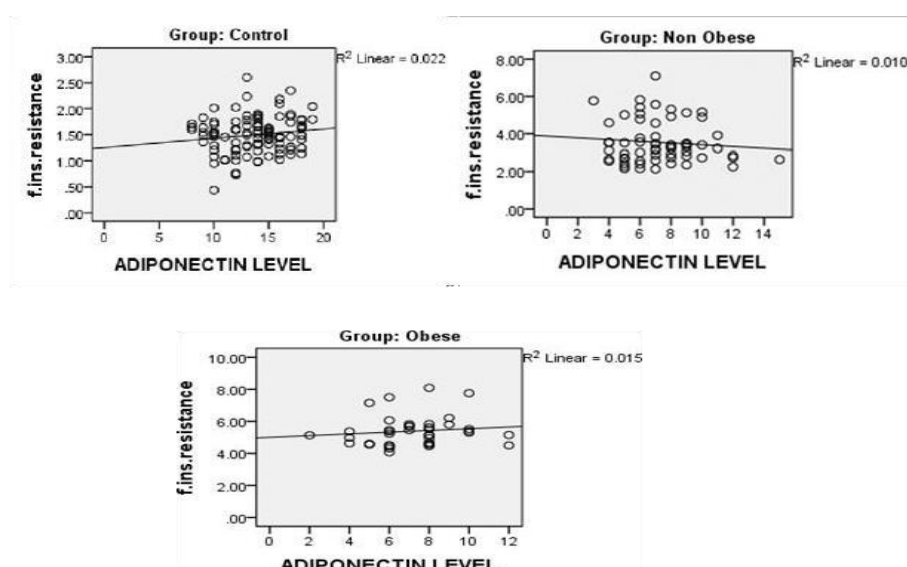 Group: Control
R2 Linear = 0.022
f.ins.resistance
3.00
2.50
2.00
1.50
1.00
.50
.00
0 5 10 15 20
ADIPONECTIN LEVEL
Group: Non Obese
R2 Linear = 0.010
f.ins.resistance
8.00
6.00
4.00
2.00
.00
0 2 4 6 8 10 12 14
ADIPONECTIN LEVEL
Group: Obese
R2 Linear = 0.015
f.ins.resistance
10.00
8.00
6.00
4.00
2.00
.00
0 2 4 6 8 10 12
ADIPONECTIN LEVEL